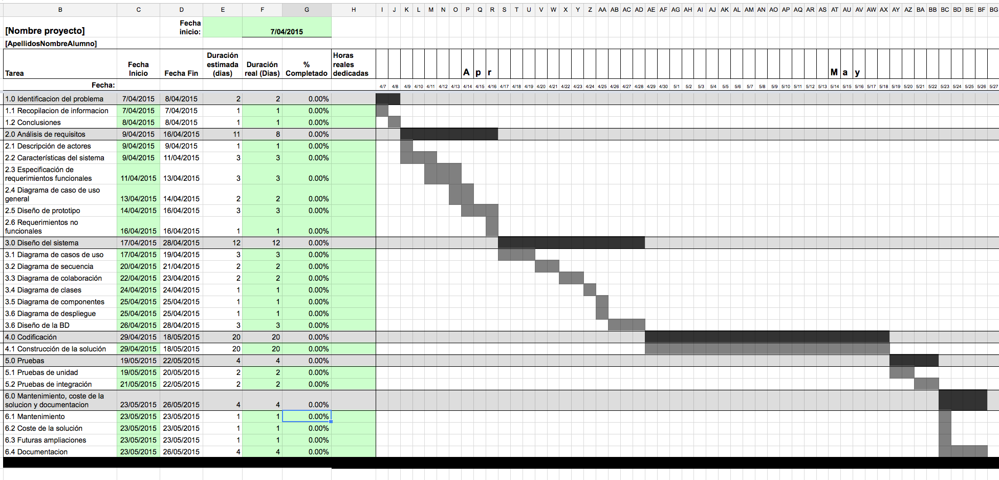 B C D E F G H I J K L M N O P Q R S T U V W X Y Z AA AB AC AD AE AF AG AH AI AJ AK AL AM AN AO AP AQ AR AS AT AU AV AW AX AY AZ BA BB BC BD BE BF BG
Fecha
[Nombre proyecto] inicio: 7/04/2015
[ApellidosNombreAlumno]
Duración Horas
Fecha estimada Duración % reales
Tarea Inicio Fecha Fin (dias) real (Dias) Completado dedicadas A p r M a y
Fecha: 4/7 4/8 4/9 4/10 4/11 4/12 4/13 4/14 4/15 4/16 4/17 4/18 4/19 4/20 4/21 4/22 4/23 4/24 4/25 4/26 4/27 4/28 4/29 4/30 5/1 5/2 5/3 5/4 5/5 5/6 5/7 5/8 5/9 5/10 5/11 5/12 5/13 5/14 5/15 5/16 5/17 5/18 5/19 5/20 5/21 5/22 5/23 5/24 5/25 5/26 5/27
1.0 Identificacion del problema 7/04/2015 8/04/2015 2 2 0.00%
1.1 Recopilacion de informacion 7/04/2015 7/04/2015 1 1 0.00%
1.2 Conclusiones 8/04/2015 8/04/2015 1 1 0.00%
2.0 Análisis de requisitos 9/04/2015 16/04/2015 11 8 0.00%
2.1 Descripción de actores 9/04/2015 9/04/2015 1 1 0.00%
2.2 Características del sistema 9/04/2015 11/04/2015 3 3 0.00%
2.3 Especificación de
requerimientos funcionales 11/04/2015 13/04/2015 3 3 0.00%
2.4 Diagrama de caso de uso
general 13/04/2015 14/04/2015 2 2 0.00%
2.5 Diseño de prototipo 14/04/2015 16/04/2015 3 3 0.00%
2.6 Requerimientos no
funcionales 16/04/2015 16/04/2015 1 1 0.00%
3.0 Diseño del sistema 17/04/2015 28/04/2015 12 12 0.00%
3.1 Diagrama de casos de uso 17/04/2015 19/04/2015 3 3 0.00%
3.2 Diagrama de secuencia 20/04/2015 21/04/2015 2 2 0.00%
3.3 Diagrama de colaboración 22/04/2015 23/04/2015 2 2 0.00%
3.4 Diagrama de clases 24/04/2015 24/04/2015 1 1 0.00%
3.5 Diagrama de componentes 25/04/2015 25/04/2015 1 1 0.00%
3.6 Diagrama de despliegue 25/04/2015 25/04/2015 1 1 0.00%
3.6 Diseño de la BD 26/04/2015 28/04/2015 3 3 0.00%
4.0 Codificación 29/04/2015 18/05/2015 20 20 0.00%
4.1 Construcción de la solución 29/04/2015 18/05/2015 20 20 0.00%
5.0 Pruebas 19/05/2015 22/05/2015 4 4 0.00%
5.1 Pruebas de unidad 19/05/2015 20/05/2015 2 2 0.00%
5.2 Pruebas de integración 21/05/2015 22/05/2015 2 2 0.00%
6.0 Mantenimiento, coste de la
solucion y documentacion 23/05/2015 26/05/2015 4 4 0.00%
6.1 Mantenimiento 23/05/2015 23/05/2015 1 1 0.00%
6.2 Coste de la solución 23/05/2015 23/05/2015 1 1 0.00%
6.3 Futuras ampliaciones 23/05/2015 23/05/2015 1 1 0.00%
6.4 Documentacion 23/05/2015 26/05/2015 4 4 0.00%